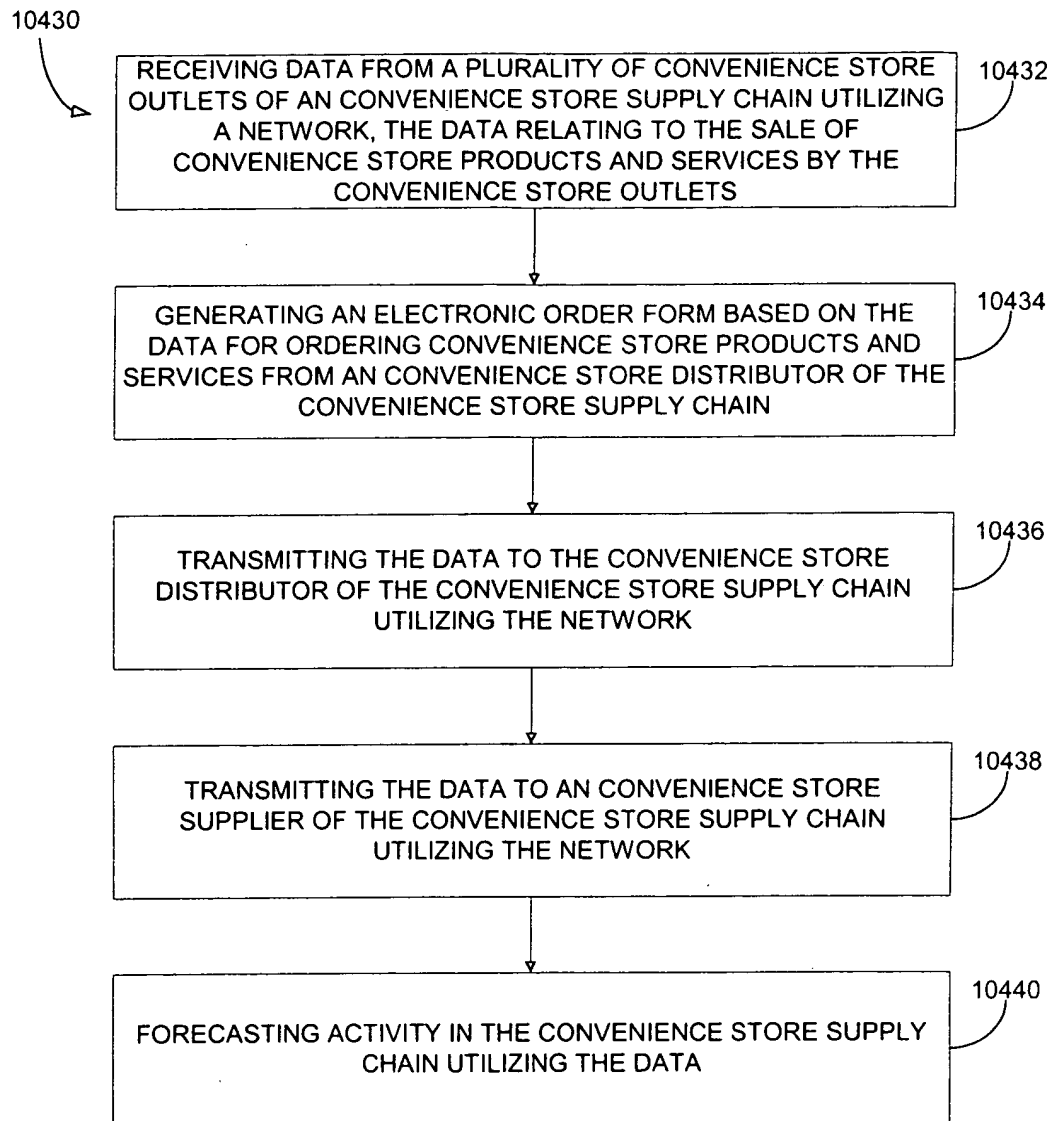 10430
RECEIVING DATA FROM A PLURALITY OF CONVENIENCE STORE
OUTLETS OF AN CONVENIENCE STORE SUPPLY CHAIN UTILIZING
A NETWORK, THE DATA RELATING TO THE SALE OF
CONVENIENCE STORE PRODUCTS AND SERVICES BY THE
CONVENIENCE STORE OUTLETS
10432
GENERATING AN ELECTRONIC ORDER FORM BASED ON THE
DATA FOR ORDERING CONVENIENCE STORE PRODUCTS AND
SERVICES FROM AN CONVENIENCE STORE DISTRIBUTOR OF THE
CONVENIENCE STORE SUPPLY CHAIN
10434
TRANSMITTING THE DATA TO THE CONVENIENCE STORE
DISTRIBUTOR OF THE CONVENIENCE STORE SUPPLY CHAIN
UTILIZING THE NETWORK
10436
TRANSMITTING THE DATA TO AN CONVENIENCE STORE
SUPPLIER OF THE CONVENIENCE STORE SUPPLY CHAIN
UTILIZING THE NETWORK
10438
FORECASTING ACTIVITY IN THE CONVENIENCE STORE SUPPLY
CHAIN UTILIZING THE DATA
10440